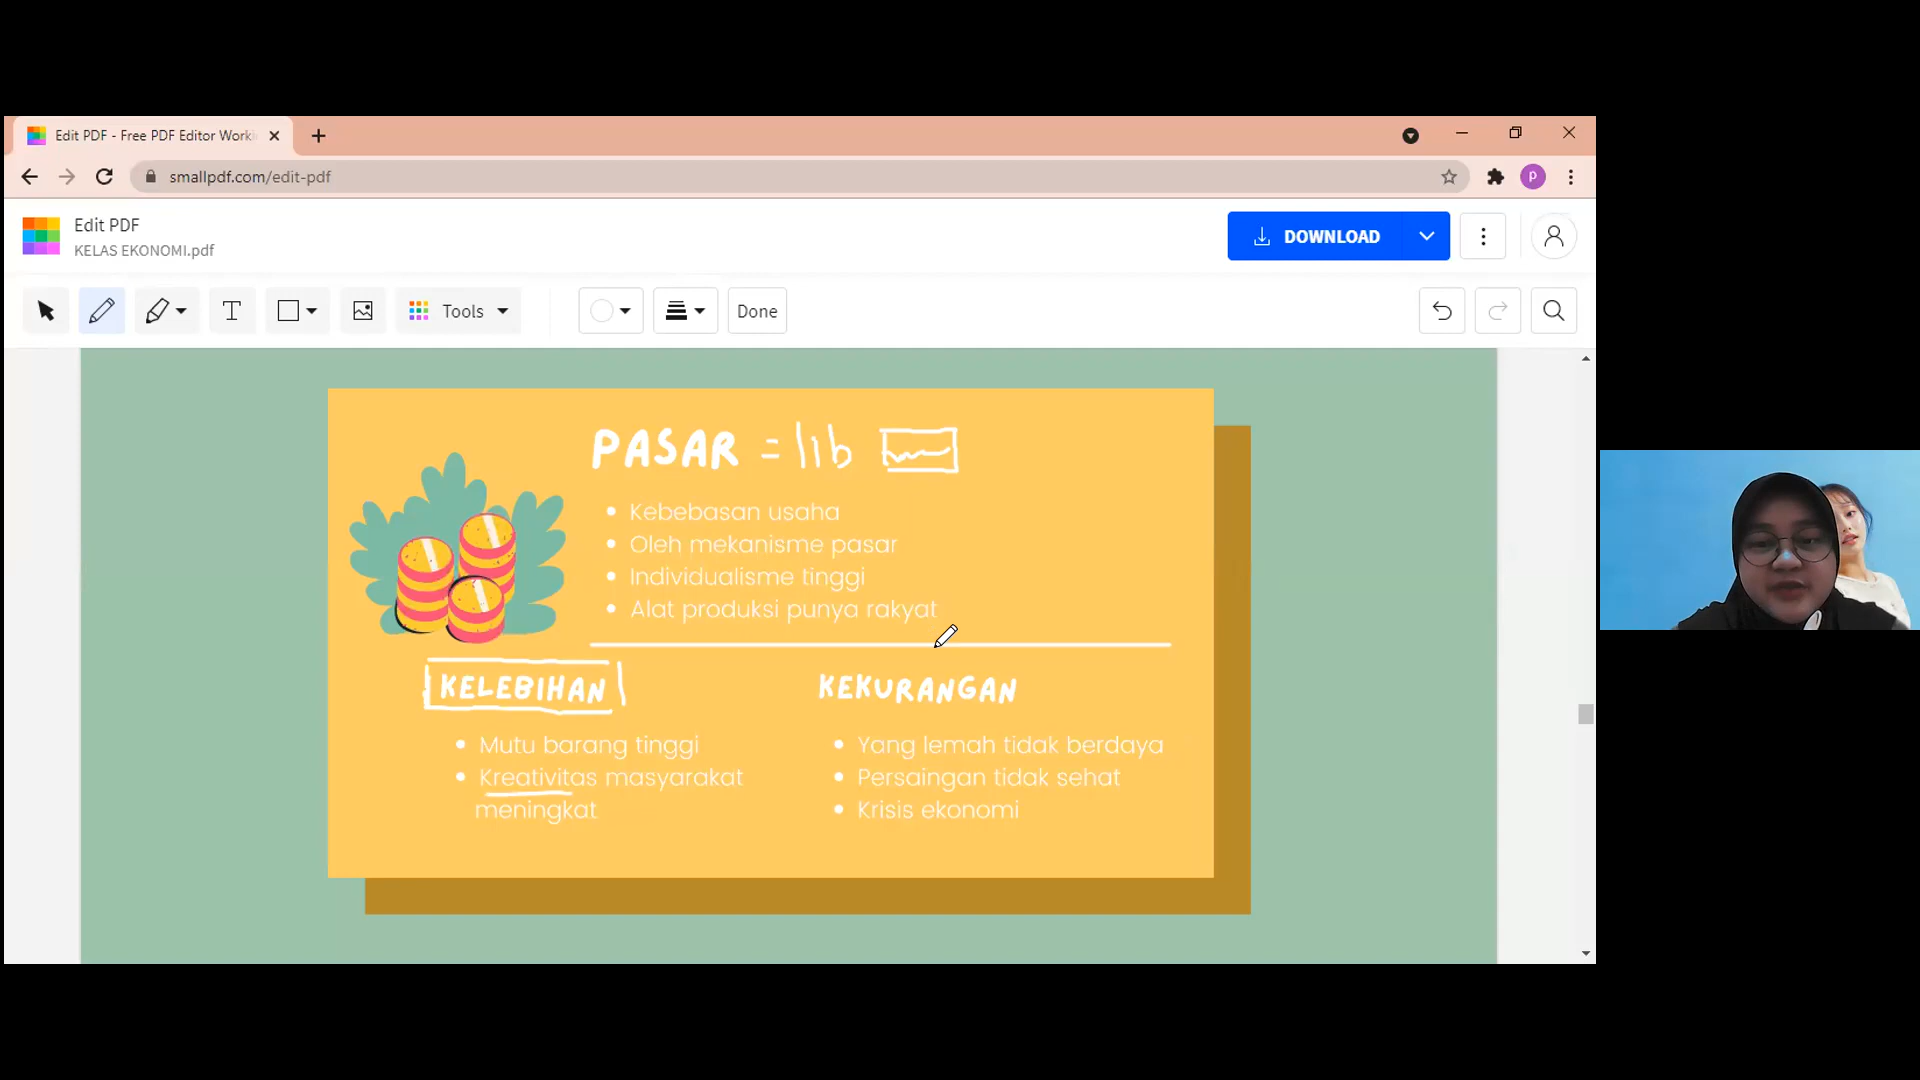 Edit PDF - Free PDF Editor Worki
smallpdf.com/edit-pdf
P
Edit PDF
KELAS EKONOMI.pdf
DOWNLOAD
T
Tools
Done
PASAR = lib
Kebebasan usaha
Oleh mekanisme pasar
Individualisme tinggi
Alat produksi punya rakyat
KELEBIHAN
Mutu barang tinggi
Kreativitas masyarakat
meningkat
KEKURANGAN
Yang lemah tidak berdaya
Persaingan tidak sehat
Krisis ekonomi